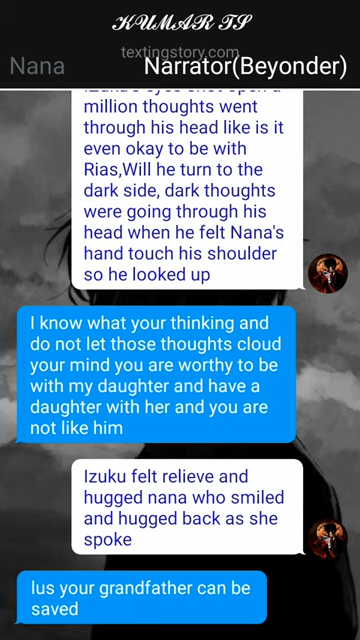 KUMAR TS
textingstory.com
Nana Narrator(Beyonder)
million thoughts went
through his head like is it
even okay to be with
Rias,Will he turn to the
dark side, dark thoughts
were going through his
head when he felt Nana's
hand touch his shoulder
so he looked up
I know what your thinking and
do not let those thoughts cloud
your mind you are worthy to be
with my daughter and have a
daughter with her and you are
not like him
Izuku felt relieve and
hugged nana who smiled
and hugged back as she
spoke
Ius your grandfather can be
saved